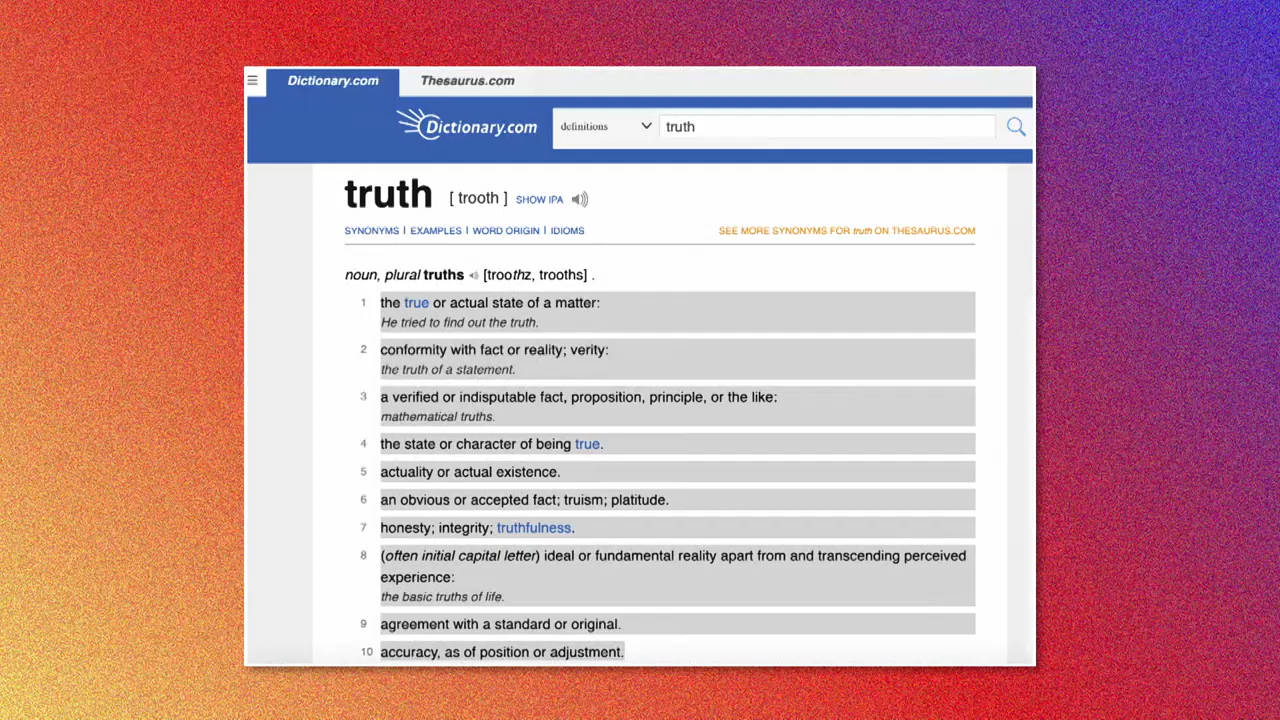 Dictionary.com Thesaurus.com
Dictionary.com definitions truth
truth [ trooth ] SHOW IPA
SYNONYMS | EXAMPLES | WORD ORIGIN | IDIOMS SEE MORE SYNONYMS FOR truth ON THESAURUS.COM
noun, plural truths [troothz, trooths] .
1 the true or actual state of a matter:
He tried to find out the truth.
2 conformity with fact or reality; verity:
the truth of a statement.
3 a verified or indisputable fact, proposition, principle, or the like:
mathematical truths.
4 the state or character of being true.
5 actuality or actual existence.
6 an obvious or accepted fact; truism; platitude.
7 honesty; integrity; truthfulness.
8 (often initial capital letter) ideal or fundamental reality apart from and transcending perceived
experience:
the basic truths of life.
9 agreement with a standard or original.
10 accuracy, as of position or adjustment.